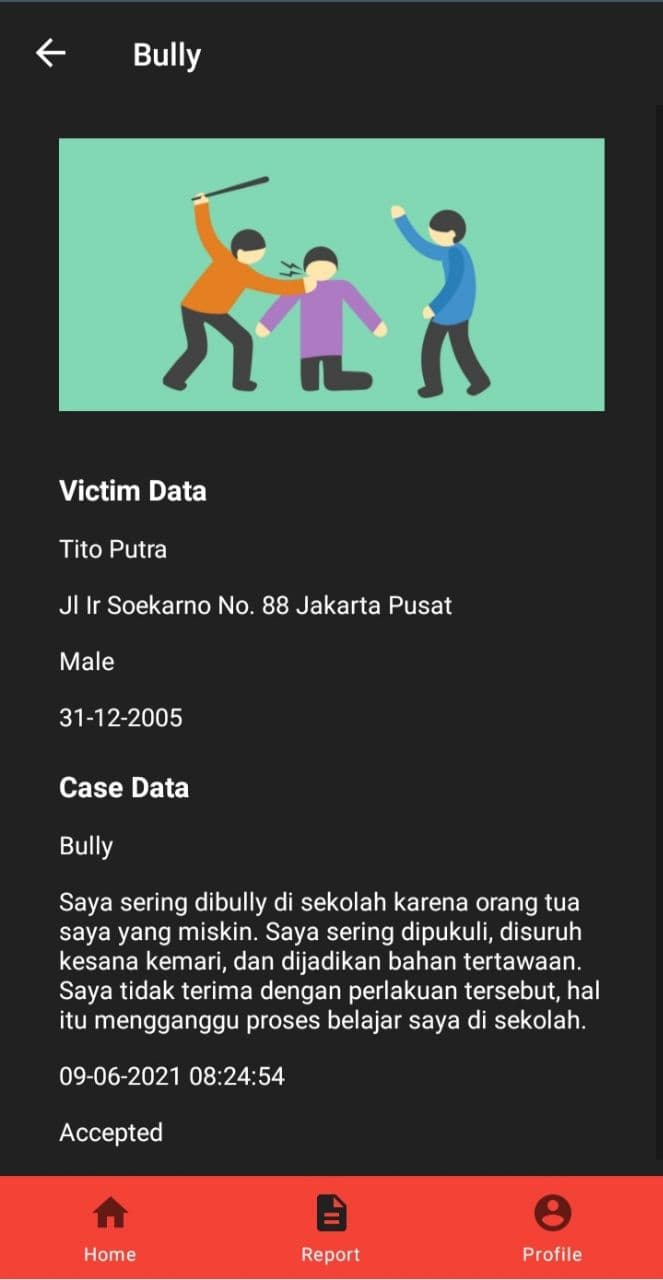 Bully
Victim Data
Tito Putra
Jl Ir Soekarno No. 88 Jakarta Pusat
Male
31-12-2005
Case Data
Bully
Saya sering dibully di sekolah karena orang tua
saya yang miskin. Saya sering dipukuli, disuruh
kesana kemari, dan dijadikan bahan tertawaan.
Saya tidak terima dengan perlakuan tersebut, hal
itu mengganggu proses belajar saya di sekolah.
09-06-2021 08:24:54
Accepted
Home
Report
Profile